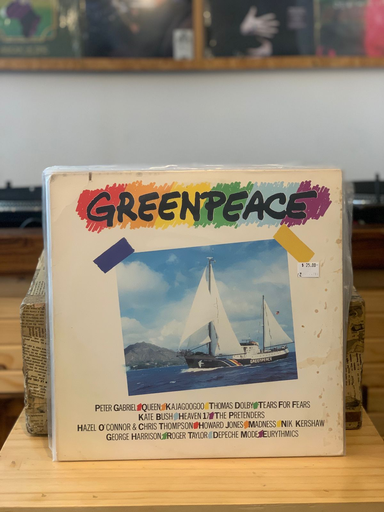 GREENPEACE
GREENPEACE
PETER GABRIEL QUEEN KAJAGOOGOO THOMAS DOLBY TEARS FOR FEARS
KATE BUSH HEAVEN 17 THE PRETENDERS
HAZEL O'CONNOR & CHRIS THOMPSON HOWARD JONES MADNESS NIK KERSHAW
GEORGE HARRISON ROGER TAYLOR DEPECHE MODE EURYTHMICS